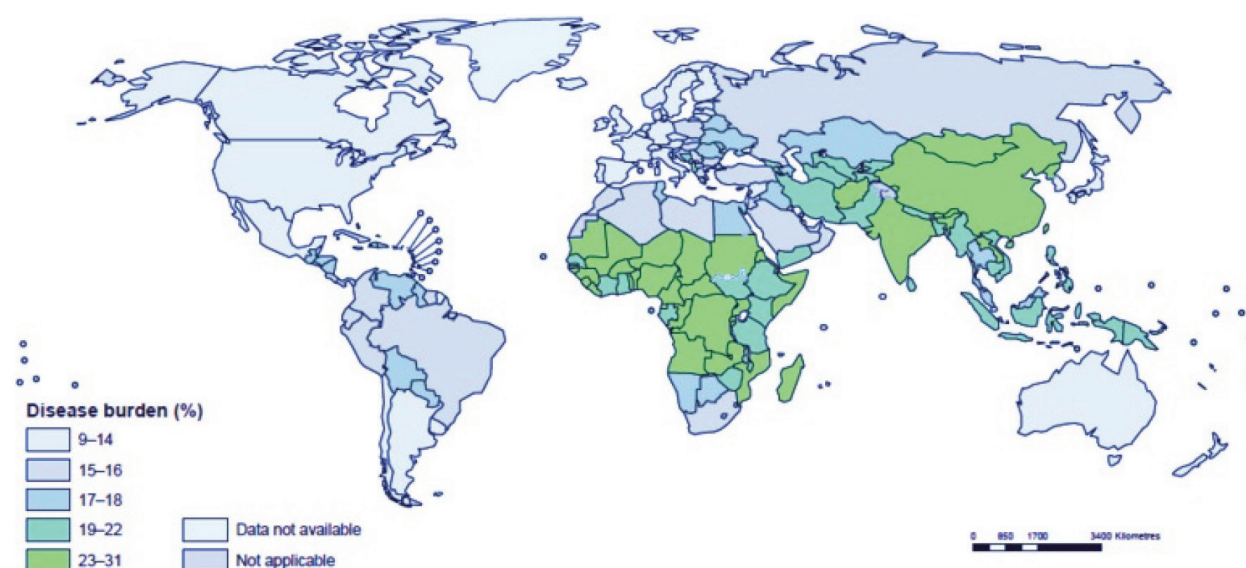 Disease burden (%)
9–14
15–16
17–18
19–22
23–31
Data not available
Not applicable
0 850 1700 3400 Kilometres